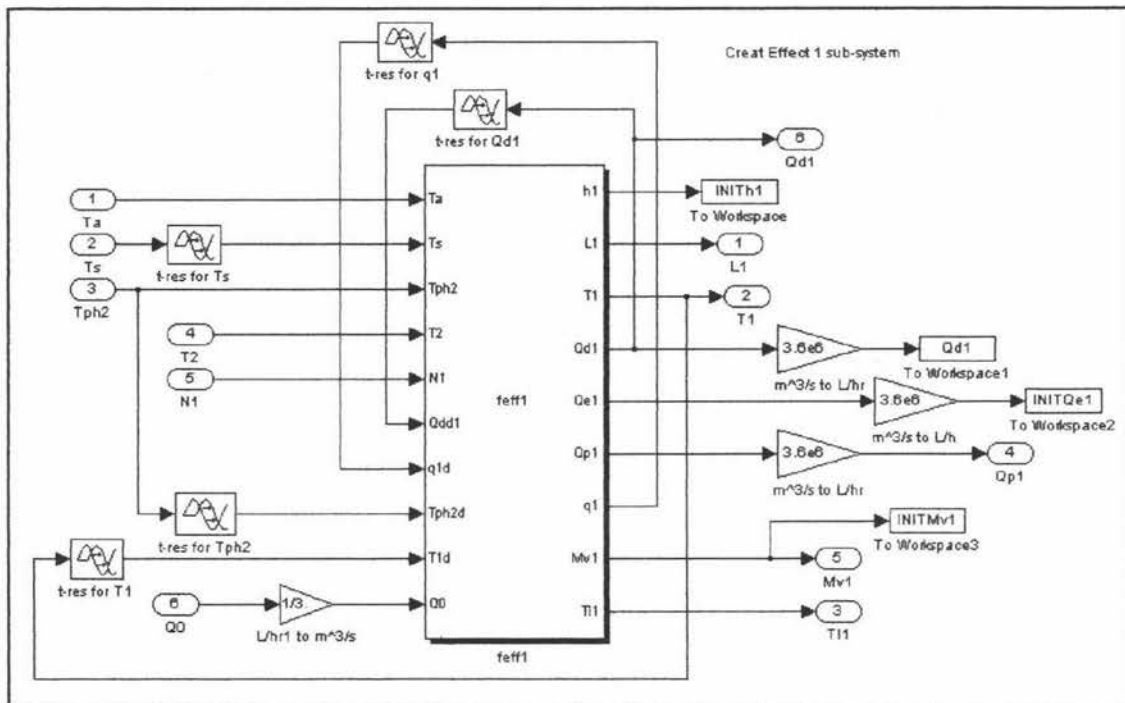 t-res for q1
Creat Effect 1 sub-system
t-res for Qd1
6
Qd1
1
Ta
2
Ts
t-res for Ts
3
Tph2
4
T2
5
N1
t-res for Tph2
t-res for T1
6
Q0
1/3.
L/hr1 to m^3/s
Ta
Ts
Tph2
T2
N1
Qdd1
q1d
Tph2d
T1d
Q0
feff1
h1
L1
T1
Qd1
Qe1
Qp1
q1
Mv1
Tl1
feff1
INITh1
To Workspace
1
L1
2
T1
3.6e6
m^3/s to L/hr
Qd1
To Workspace1
3.6e6
m^3/s to L/h
INITQe1
To Workspace2
3.6e6
m^3/s to L/hr
4
Qp1
INITMv1
To Workspace3
5
Mv1
3
Tl1